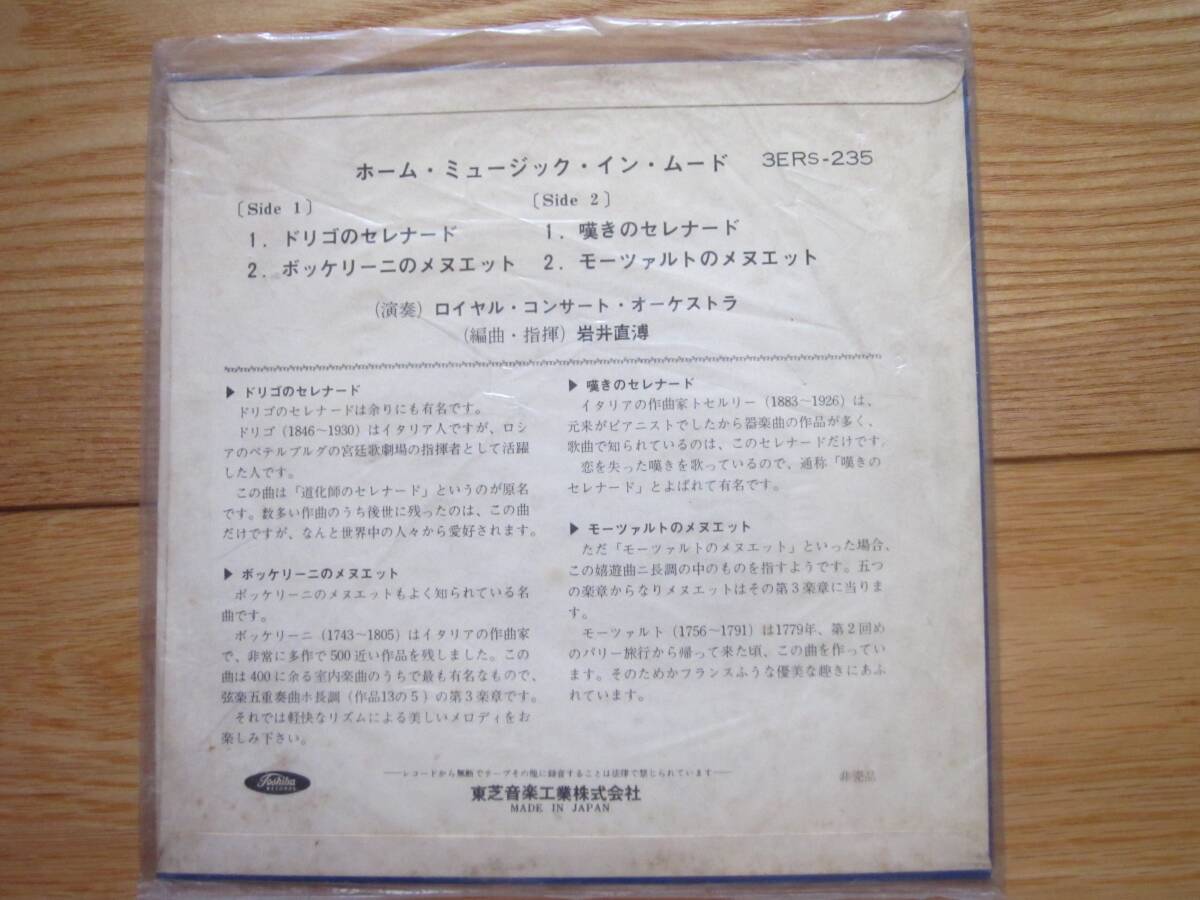 ホーム・ミュージック・イン・ムード 3ERS-235
〔Side 1〕
1. ドリゴのセレナード
2. ボッケリーニのメヌエット
〔Side 2〕
1. 嘆きのセレナード
2. モーツァルトのメヌエット
(演奏) ロイヤル・コンサート・オーケストラ
(編曲・指揮) 岩井直溥
▶ ドリゴのセレナード
ドリゴのセレナードは余りにも有名です。
ドリゴ (1846〜1930) はイタリア人ですが、ロシ
アのペテルブルグの宮廷歌劇場の指揮者として活躍
した人です。
この曲は「道化師のセレナード」というのが原名
です。数多い作曲のうち後世に残ったのは、この曲
だけですが、なんと世界中の人々から愛好されます。
▶ ボッケリーニのメヌエット
ボッケリーニのメヌエットもよく知られている名
曲です。
ボッケリーニ (1743〜1805) はイタリアの作曲家
で、非常に多作で500近い作品を残しました。この
曲は400に余る室内楽曲のうちで最も有名なもので、
弦楽五重奏曲ホ長調 (作品13の5) の第3楽章です。
それでは軽快なリズムによる美しいメロディをお
楽しみ下さい。
▶ 嘆きのセレナード
イタリアの作曲家トセルリー (1883〜1926) は、
元来がピアニストでしたから器楽曲の作品が多く、
歌曲で知られているのは、このセレナードだけです。
恋を失った嘆きを歌っているので、通称「嘆きの
セレナード」とよばれて有名です。
▶ モーツァルトのメヌエット
ただ「モーツァルトのメヌエット」といった場合、
この嬉遊曲ニ長調の中のものを指すようです。五つ
の楽章からなりメヌエットはその第3楽章に当りま
す。
モーツァルト (1756〜1791) は1779年、第2回め
のパリー旅行から帰って来た頃、この曲を作ってい
ます。そのためかフランスふうな優美な趣きにあふ
れています。
Toshiba
RECORDS
――レコードから無断でテープその他に録音することは法律で禁じられています――
東芝音楽工業株式会社
MADE IN JAPAN
非売品